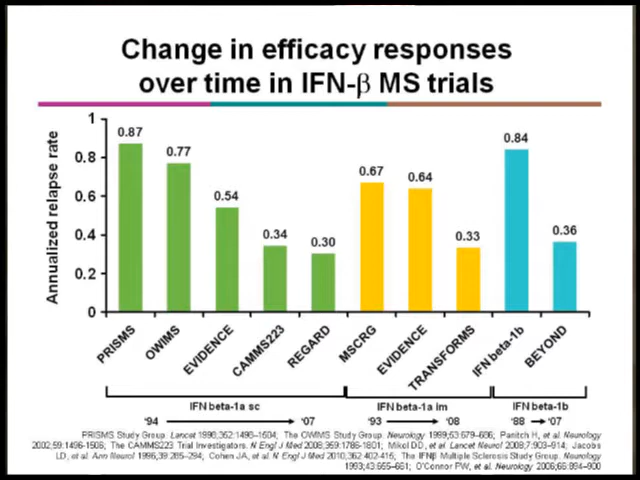 Change in efficacy responses
over time in IFN-β MS trials
Annualized relapse rate
1
0.8
0.6
0.4
0.2
0
0.87
0.77
0.54
0.34
0.30
0.67
0.64
0.33
0.84
0.36
PRISMS
OWIMS
EVIDENCE
CAMMS223
REGARD
MSCRG
EVIDENCE
TRANSFORMS
IFN beta-1b
BEYOND
IFN beta-1a sc
IFN beta-1a im
IFN beta-1b
'94 '07
'93 '08
'88 '07
PRISMS Study Group. Lancet 1998;352:1498–1504; The OWIMS Study Group. Neurology 1999;53:679–686; Panitch H, et al. Neurology
2002;59:1496-1506; The CAMMS223 Trial Investigators. N Engl J Med 2008;359:1786-1801; Mikol DD, et al. Lancet Neurol 2008;7:903–914; Jacobs
LD, et al. Ann Neurol 1996;39:285–294; Cohen JA, et al. N Engl J Med 2010;362:402-415; The IFNβ Multiple Sclerosis Study Group. Neurology
1993;43:655–661; O'Connor PW, et al. Neurology 2006;66:894–900